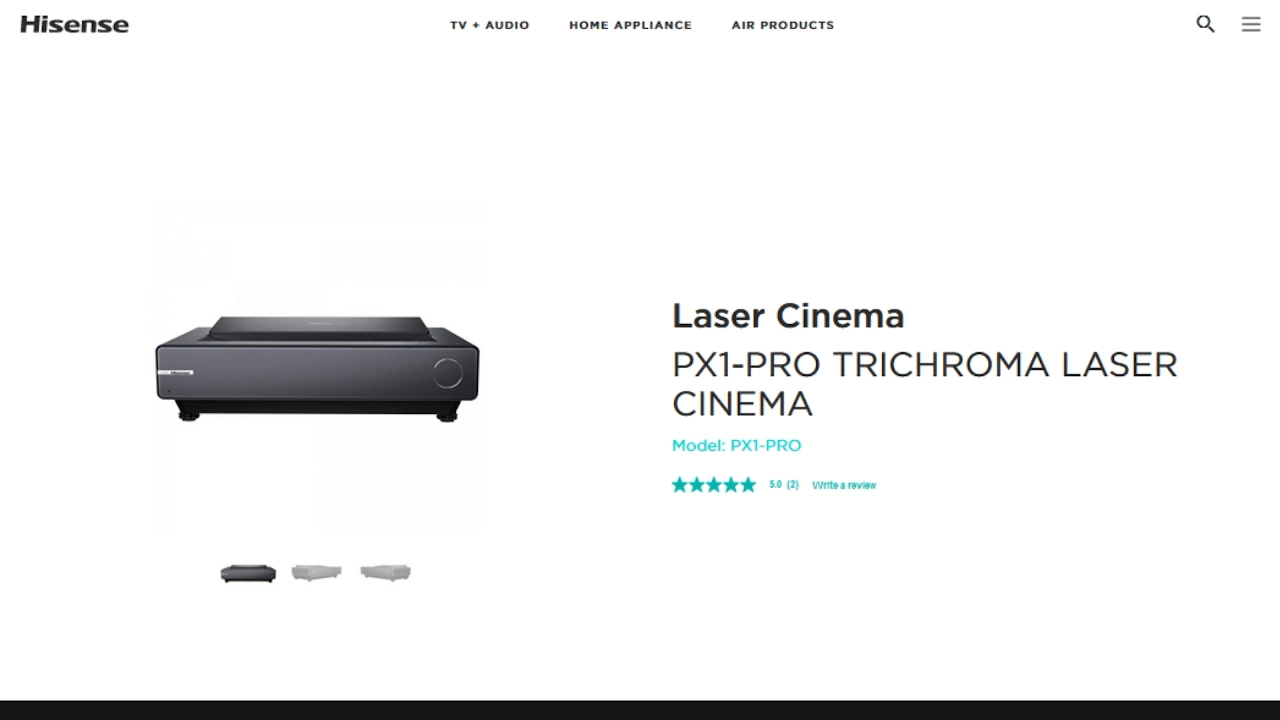 Hisense
TV + AUDIO
HOME APPLIANCE
AIR PRODUCTS
Hisense
Laser Cinema
PX1-PRO TRICHROMA LASER
CINEMA
Model: PX1-PRO
5.0 (2) Write a review